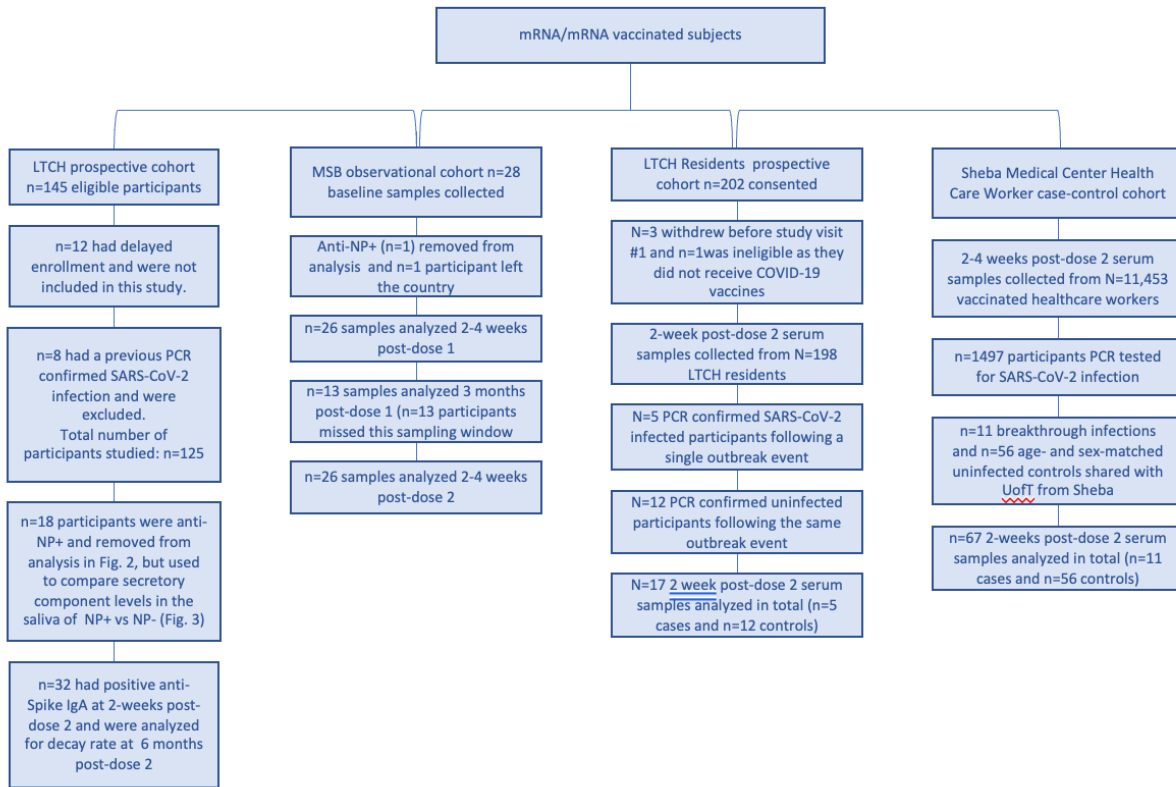 mRNA/mRNA vaccinated subjects
LTCH prospective cohort
n=145 eligible participants
n=12 had delayed
enrollment and were not
included in this study.
n=8 had a previous PCR
confirmed SARS-CoV-2
infection and were
excluded.
Total number of
participants studied: n=125
n=18 participants were anti-
NP+ and removed from
analysis in Fig. 2, but used
to compare secretory
component levels in the
saliva of NP+ vs NP- (Fig. 3)
n=32 had positive anti-
Spike IgA at 2-weeks post-
dose 2 and were analyzed
for decay rate at 6 months
post-dose 2
MSB observational cohort n=28
baseline samples collected
Anti-NP+ (n=1) removed from
analysis and n=1 participant left
the country
n=26 samples analyzed 2-4 weeks
post-dose 1
n=13 samples analyzed 3 months
post-dose 1 (n=13 participants
missed this sampling window
n=26 samples analyzed 2-4 weeks
post-dose 2
LTCH Residents prospective
cohort n=202 consented
N=3 withdrew before study visit
#1 and n=1was ineligible as they
did not receive COVID-19
vaccines
2-week post-dose 2 serum
samples collected from N=198
LTCH residents
N=5 PCR confirmed SARS-CoV-2
infected participants following a
single outbreak event
N=12 PCR confirmed uninfected
participants following the same
outbreak event
N=17 2 week post-dose 2 serum
samples analyzed in total (n=5
cases and n=12 controls)
Sheba Medical Center Health
Care Worker case-control cohort
2-4 weeks post-dose 2 serum
samples collected from N=11,453
vaccinated healthcare workers
n=1497 participants PCR tested
for SARS-CoV-2 infection
n=11 breakthrough infections
and n=56 age- and sex-matched
uninfected controls shared with
UofT from Sheba
n=67 2-weeks post-dose 2 serum
samples analyzed in total (n=11
cases and n=56 controls)